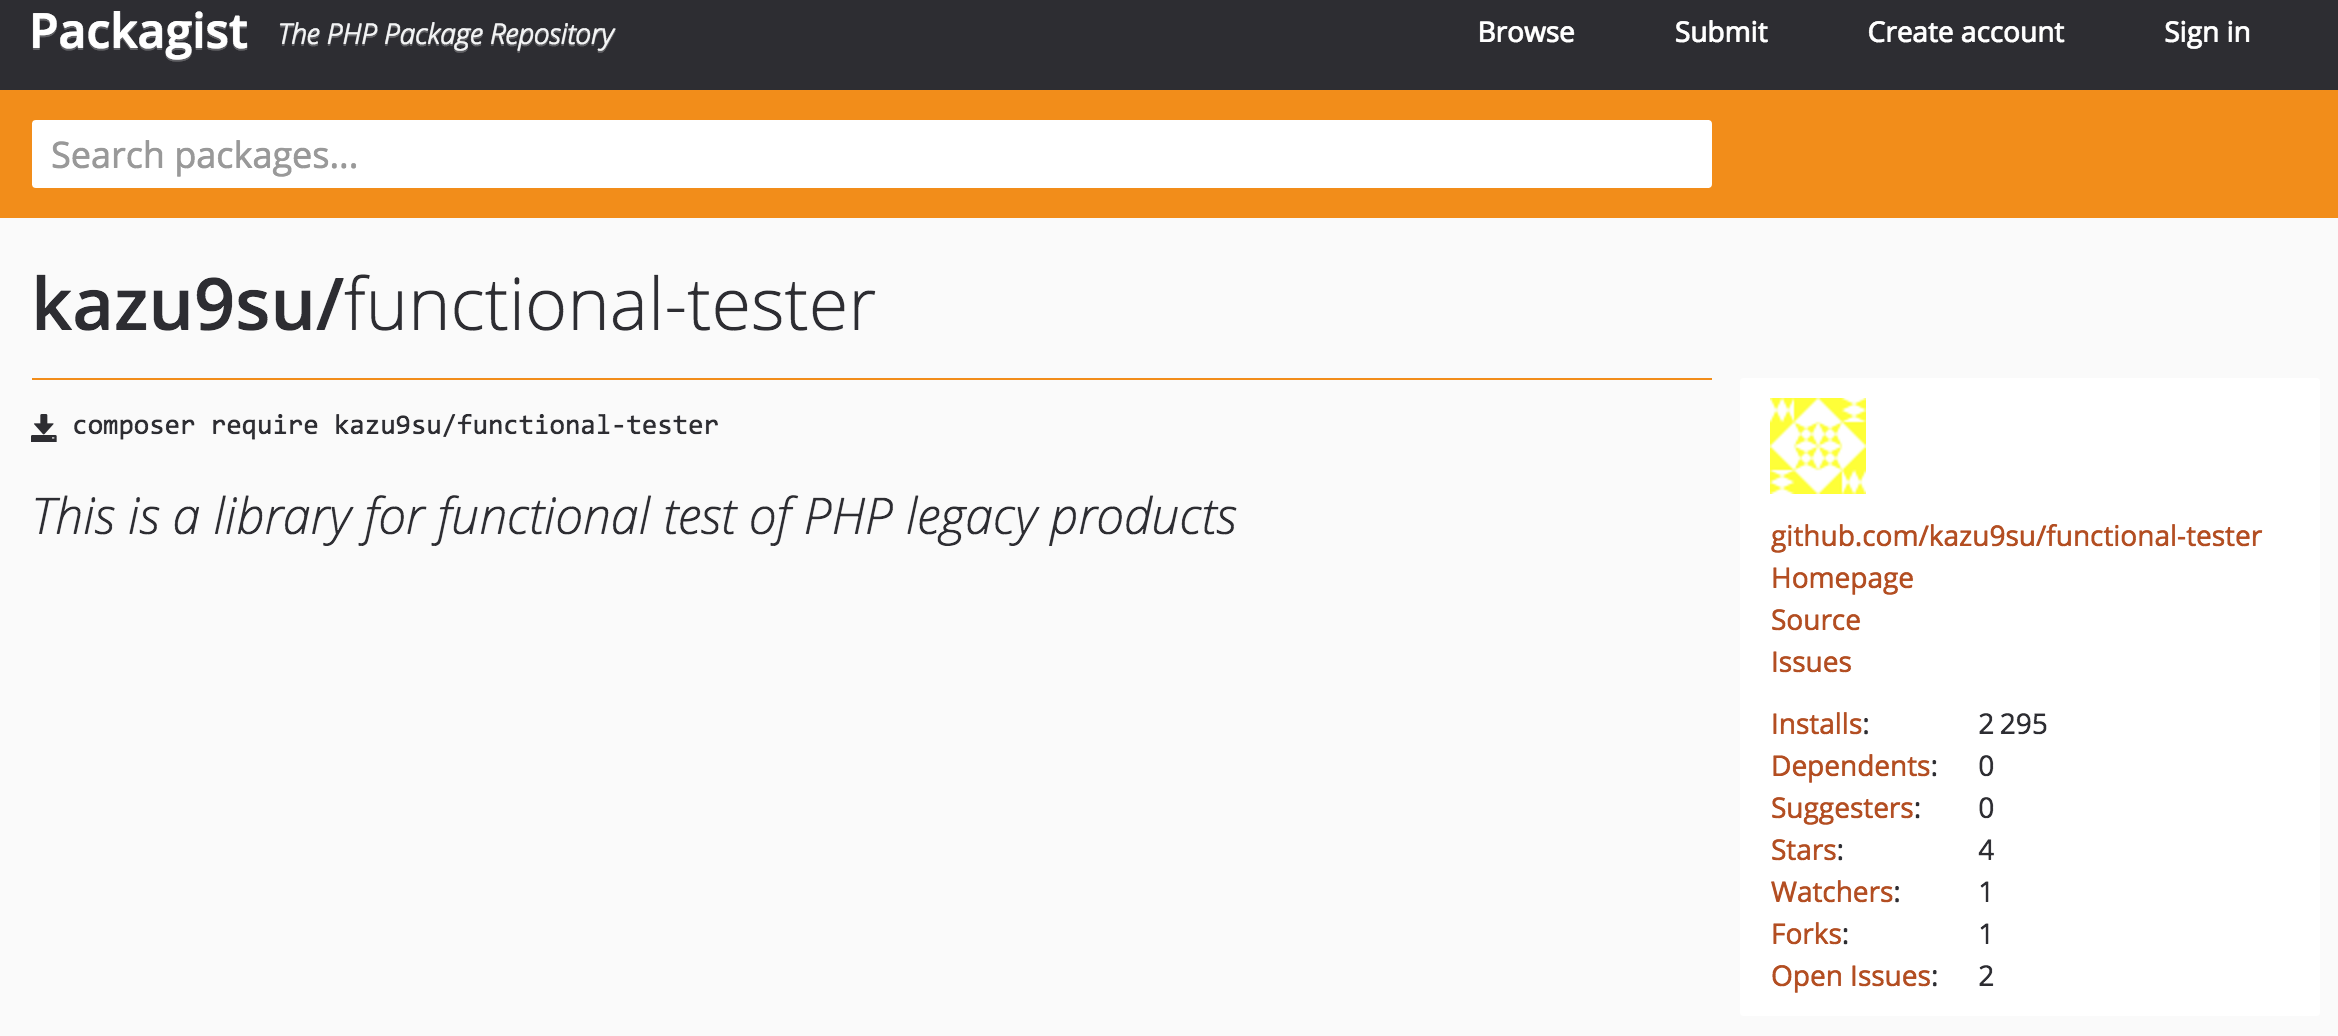 Packagist The PHP Package Repository Browse Submit Create account Sign in
Search packages...
kazu9su/functional-tester
composer require kazu9su/functional-tester
This is a library for functional test of PHP legacy products
github.com/kazu9su/functional-tester
Homepage
Source
Issues
Installs: 2 295
Dependents: 0
Suggesters: 0
Stars: 4
Watchers: 1
Forks: 1
Open Issues: 2